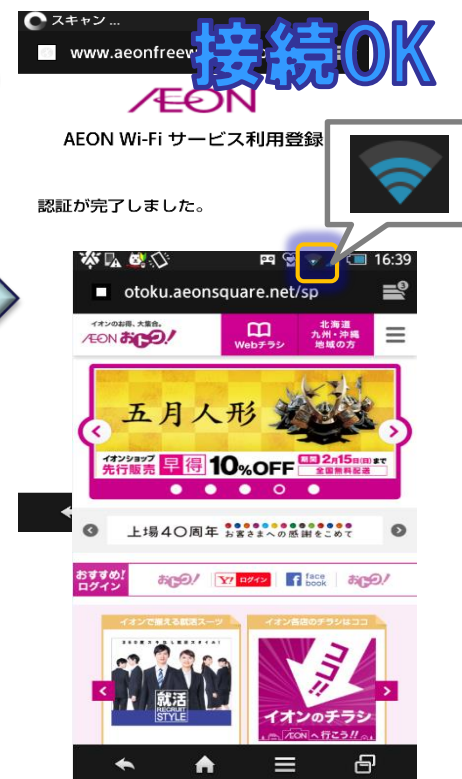 スキャン ...
接続OK
www.aeonfreew
ÆON
AEON Wi-Fi サービス利用登録
認証が完了しました。
16:39
otoku.aeonsquare.net/sp
3
イオンのお得、大集合。
ÆON おトク!
Webチラシ
北海道
九州・沖縄
地域の方
五月人形
イオンショップ
先行販売 早得 10%OFF
期間 2月15日(日)まで
全国無料配送
上場40周年 お客さまへの感謝をこめて
おすすめ!
ログイン
おトク! Y! ログイン facebook おトク!
イオンで揃える就活スーツ
イオン各店のチラシはココ
就活
RECRUIT
STYLE
ココ!!
イオンのチラシ
ÆON へ行こう!!